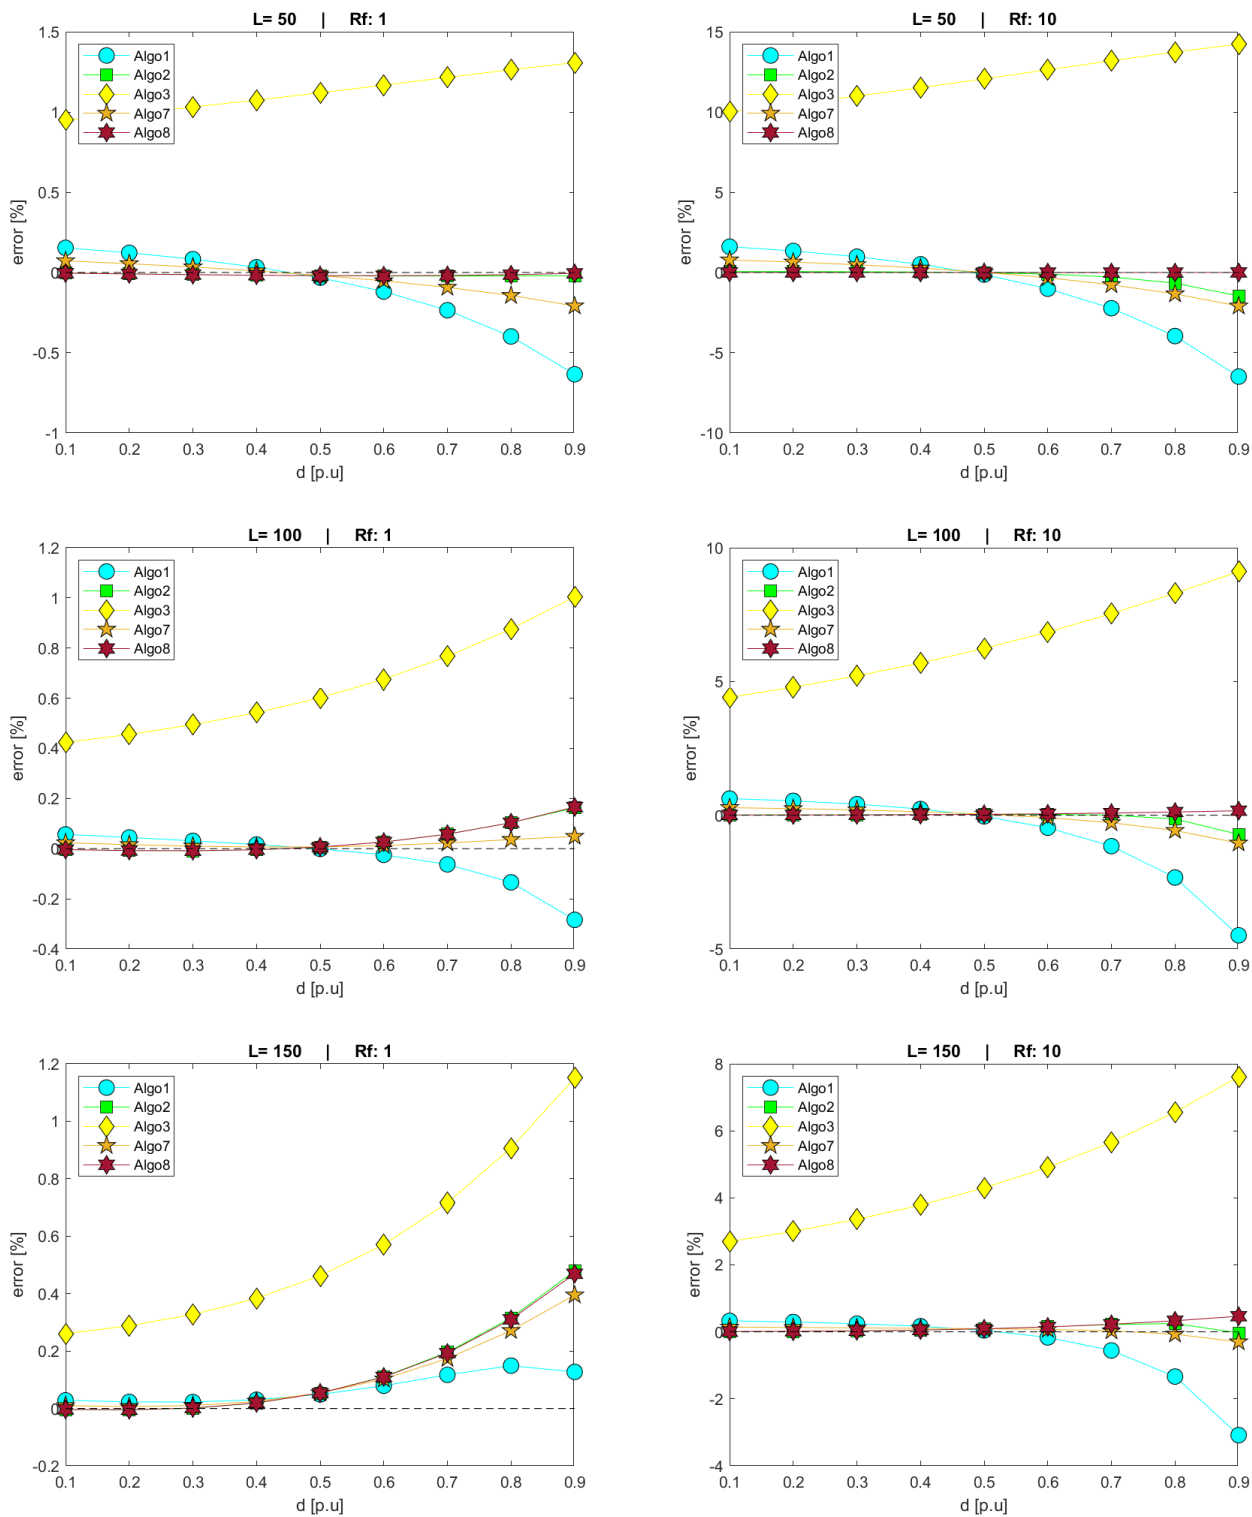 L= 50 | Rf: 1
1.5
1
0.5
0
-0.5
-1
error [%]
0.1 0.2 0.3 0.4 0.5 0.6 0.7 0.8 0.9
d [p.u]
Algo1
Algo2
Algo3
Algo7
Algo8
L= 50 | Rf: 10
15
10
5
0
-5
-10
error [%]
0.1 0.2 0.3 0.4 0.5 0.6 0.7 0.8 0.9
d [p.u]
Algo1
Algo2
Algo3
Algo7
Algo8
L= 100 | Rf: 1
1.2
1
0.8
0.6
0.4
0.2
0
-0.2
-0.4
error [%]
0.1 0.2 0.3 0.4 0.5 0.6 0.7 0.8 0.9
d [p.u]
Algo1
Algo2
Algo3
Algo7
Algo8
L= 100 | Rf: 10
10
5
0
-5
error [%]
0.1 0.2 0.3 0.4 0.5 0.6 0.7 0.8 0.9
d [p.u]
Algo1
Algo2
Algo3
Algo7
Algo8
L= 150 | Rf: 1
1.2
1
0.8
0.6
0.4
0.2
0
-0.2
error [%]
0.1 0.2 0.3 0.4 0.5 0.6 0.7 0.8 0.9
d [p.u]
Algo1
Algo2
Algo3
Algo7
Algo8
L= 150 | Rf: 10
8
6
4
2
0
-2
-4
error [%]
0.1 0.2 0.3 0.4 0.5 0.6 0.7 0.8 0.9
d [p.u]
Algo1
Algo2
Algo3
Algo7
Algo8